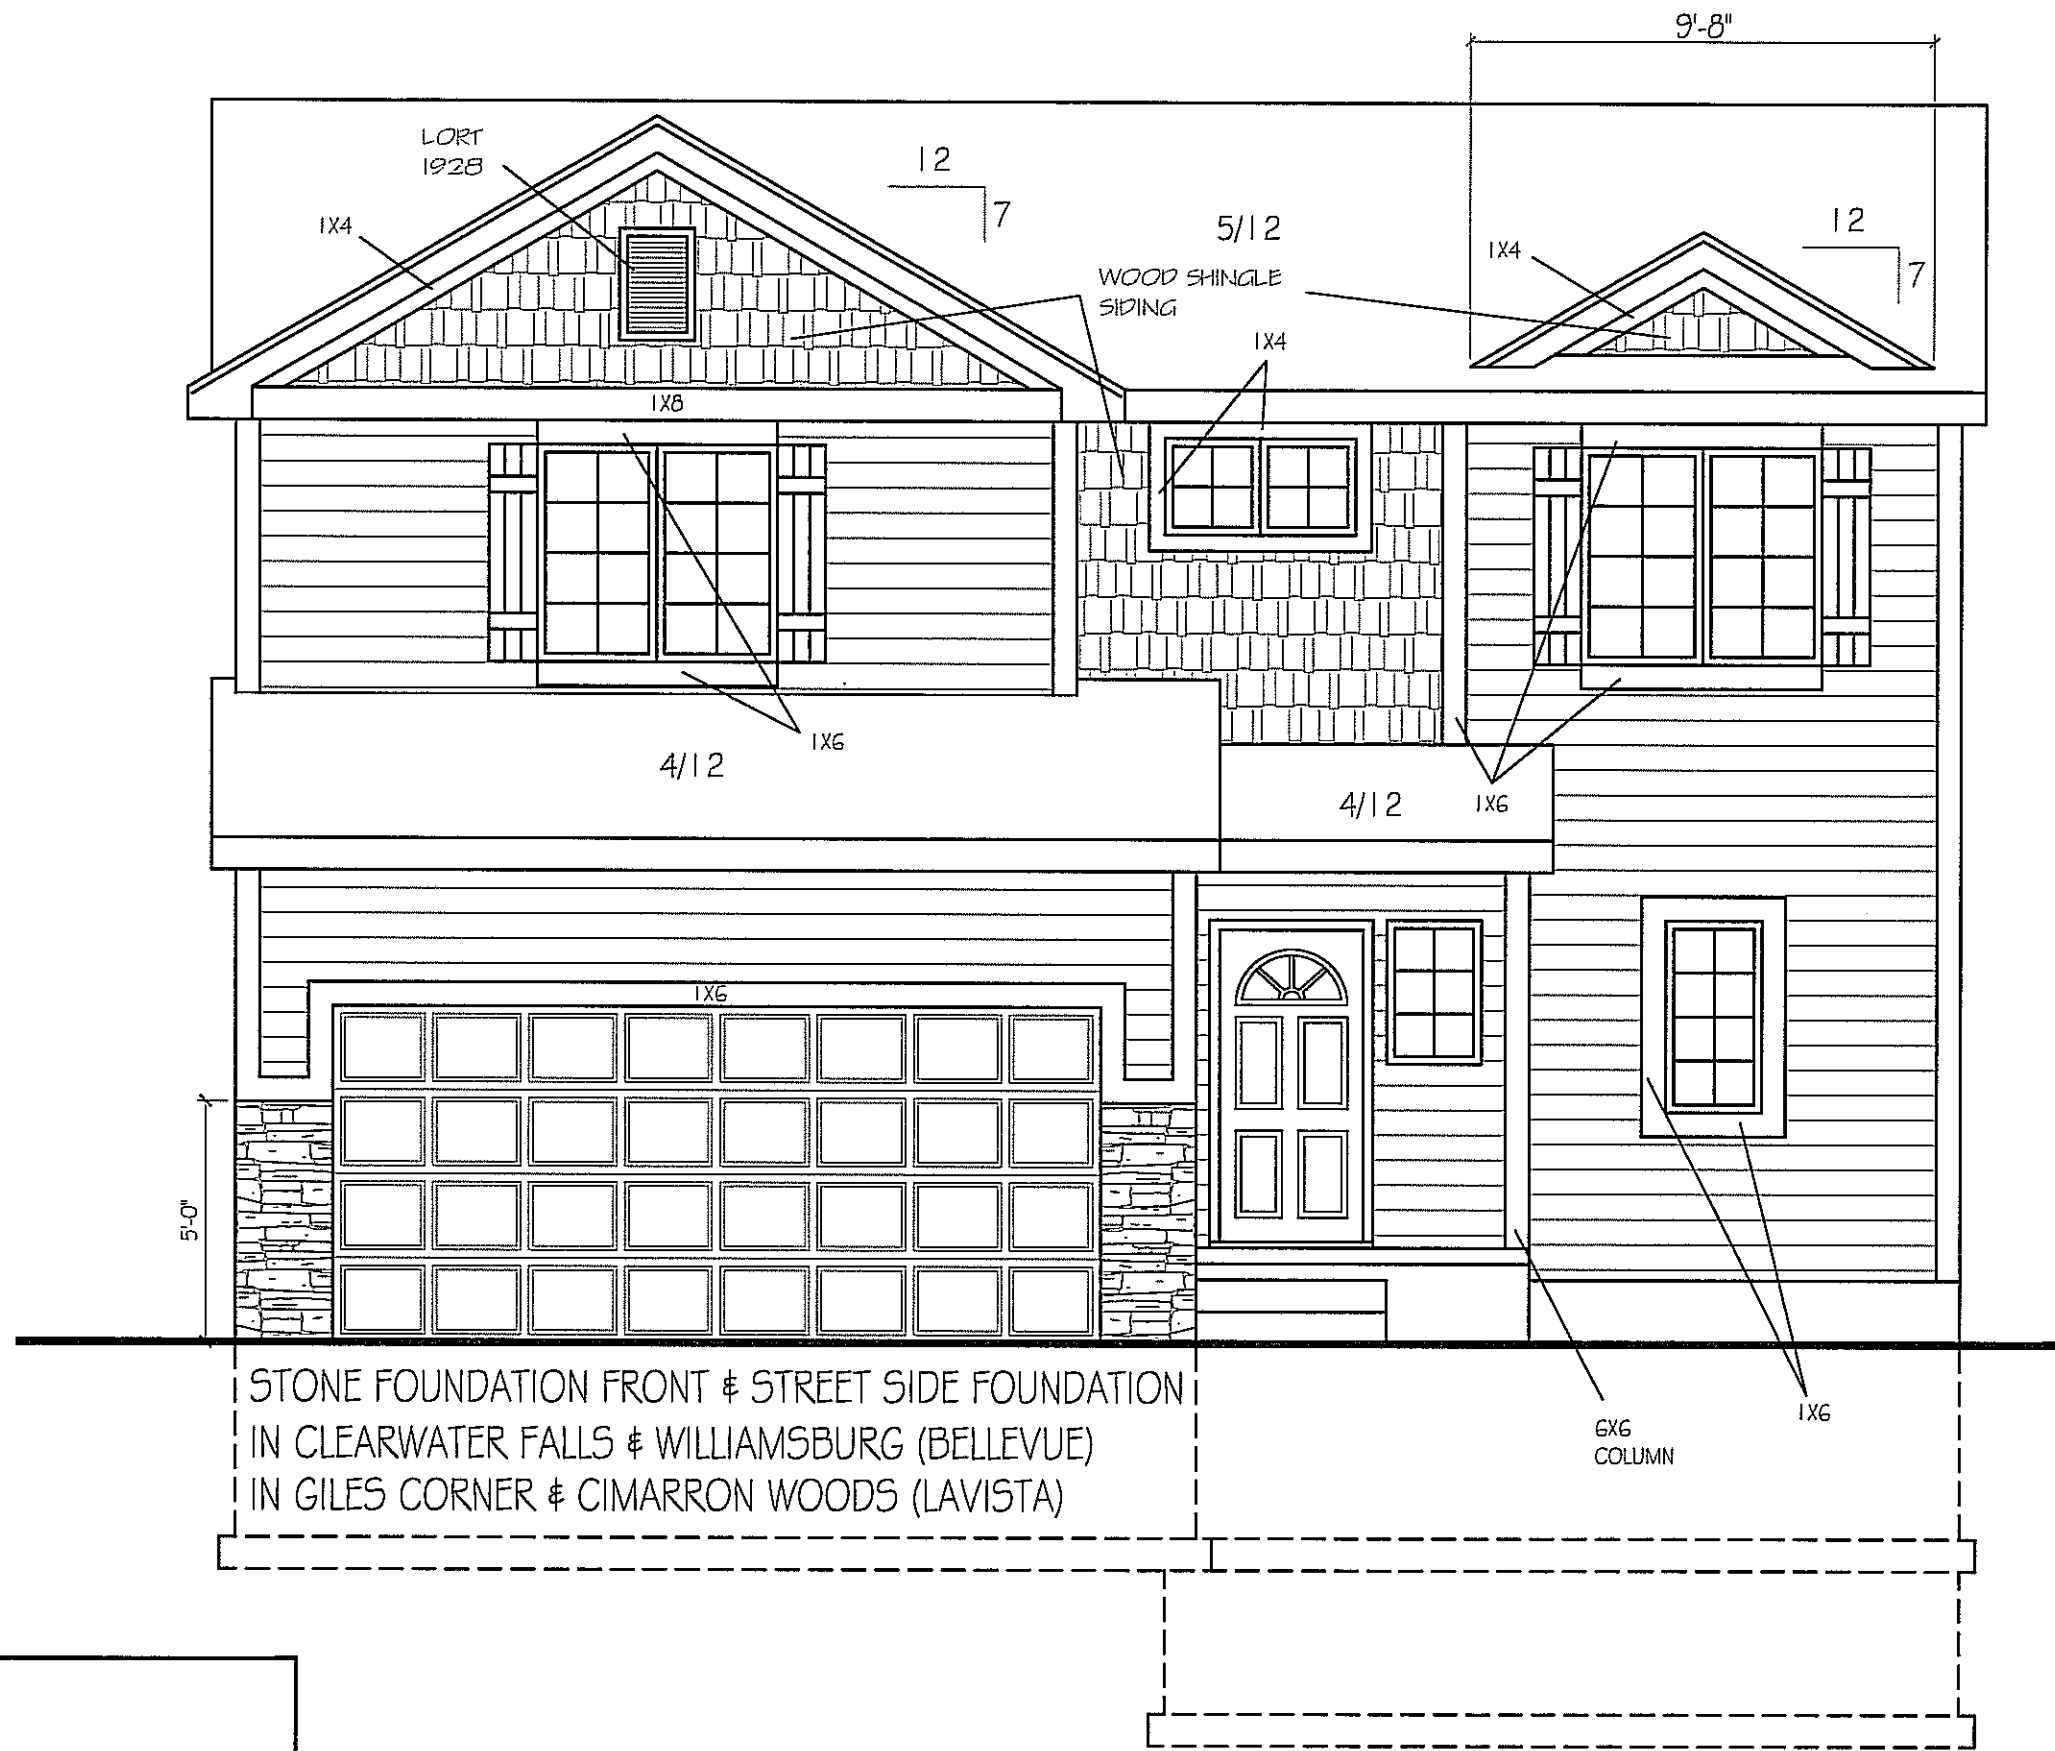 9'-8"
LORT
1928
12
7
1X4
5/12
12
7
1X4
WOOD SHINGLE
SIDING
1X4
1X8
1X6
4/12
4/12
1X6
1X6
5'-0"
STONE FOUNDATION FRONT & STREET SIDE FOUNDATION
IN CLEARWATER FALLS & WILLIAMSBURG (BELLEVUE)
IN GILES CORNER & CIMARRON WOODS (LAVISTA)
6X6
COLUMN
1X6